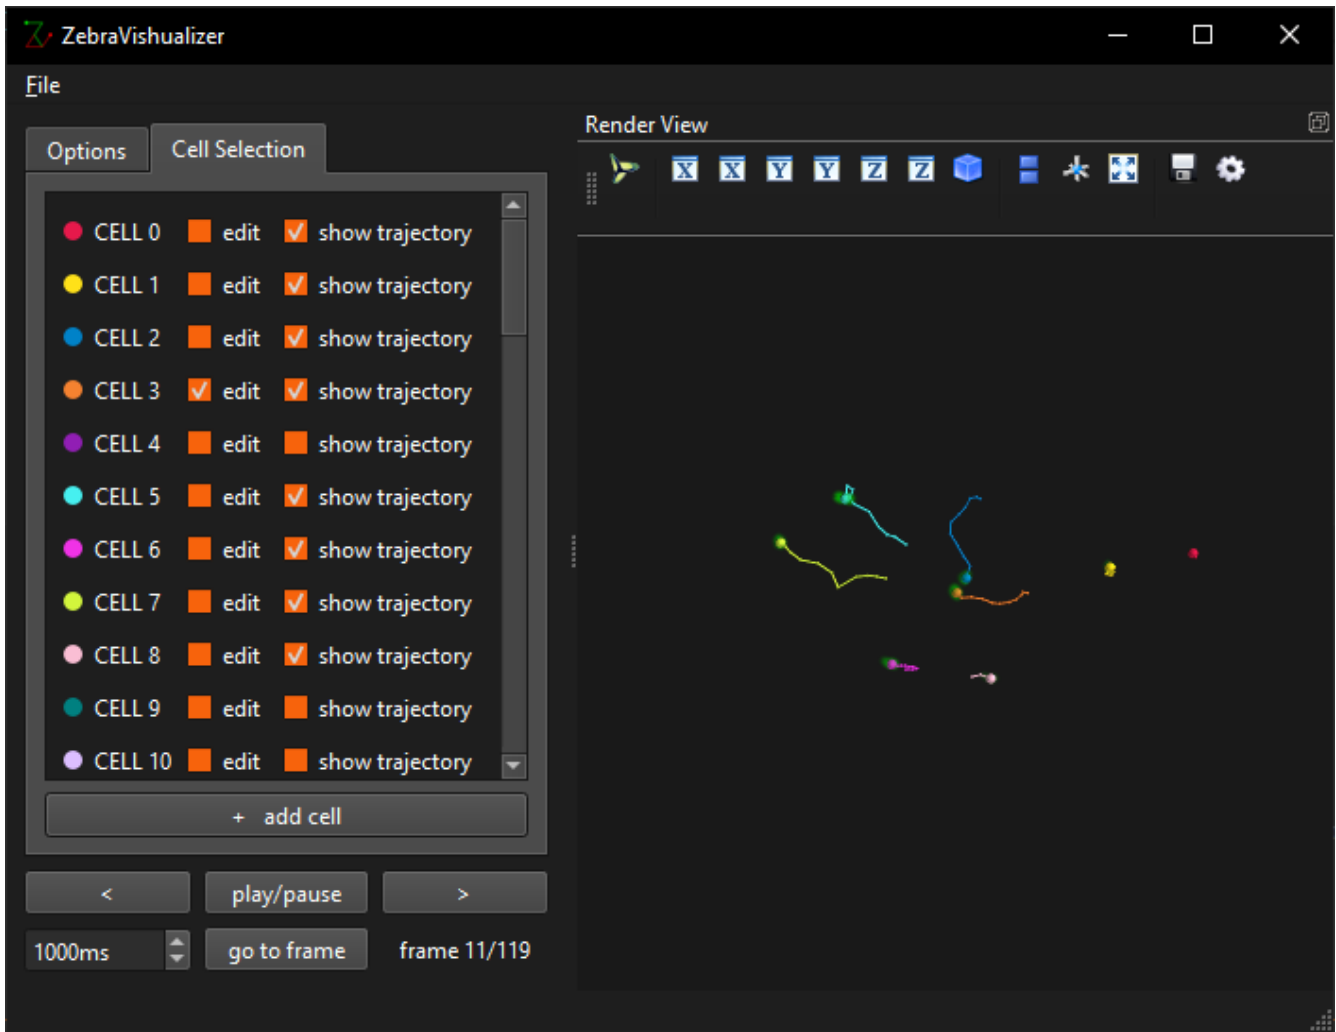 ZebraVishualizer
File
Options Cell Selection
Render View
X X Y Y Z Z
CELL 0 edit show trajectory
CELL 1 edit show trajectory
CELL 2 edit show trajectory
CELL 3 edit show trajectory
CELL 4 edit show trajectory
CELL 5 edit show trajectory
CELL 6 edit show trajectory
CELL 7 edit show trajectory
CELL 8 edit show trajectory
CELL 9 edit show trajectory
CELL 10 edit show trajectory
+ add cell
< play/pause >
1000ms go to frame frame 11/119